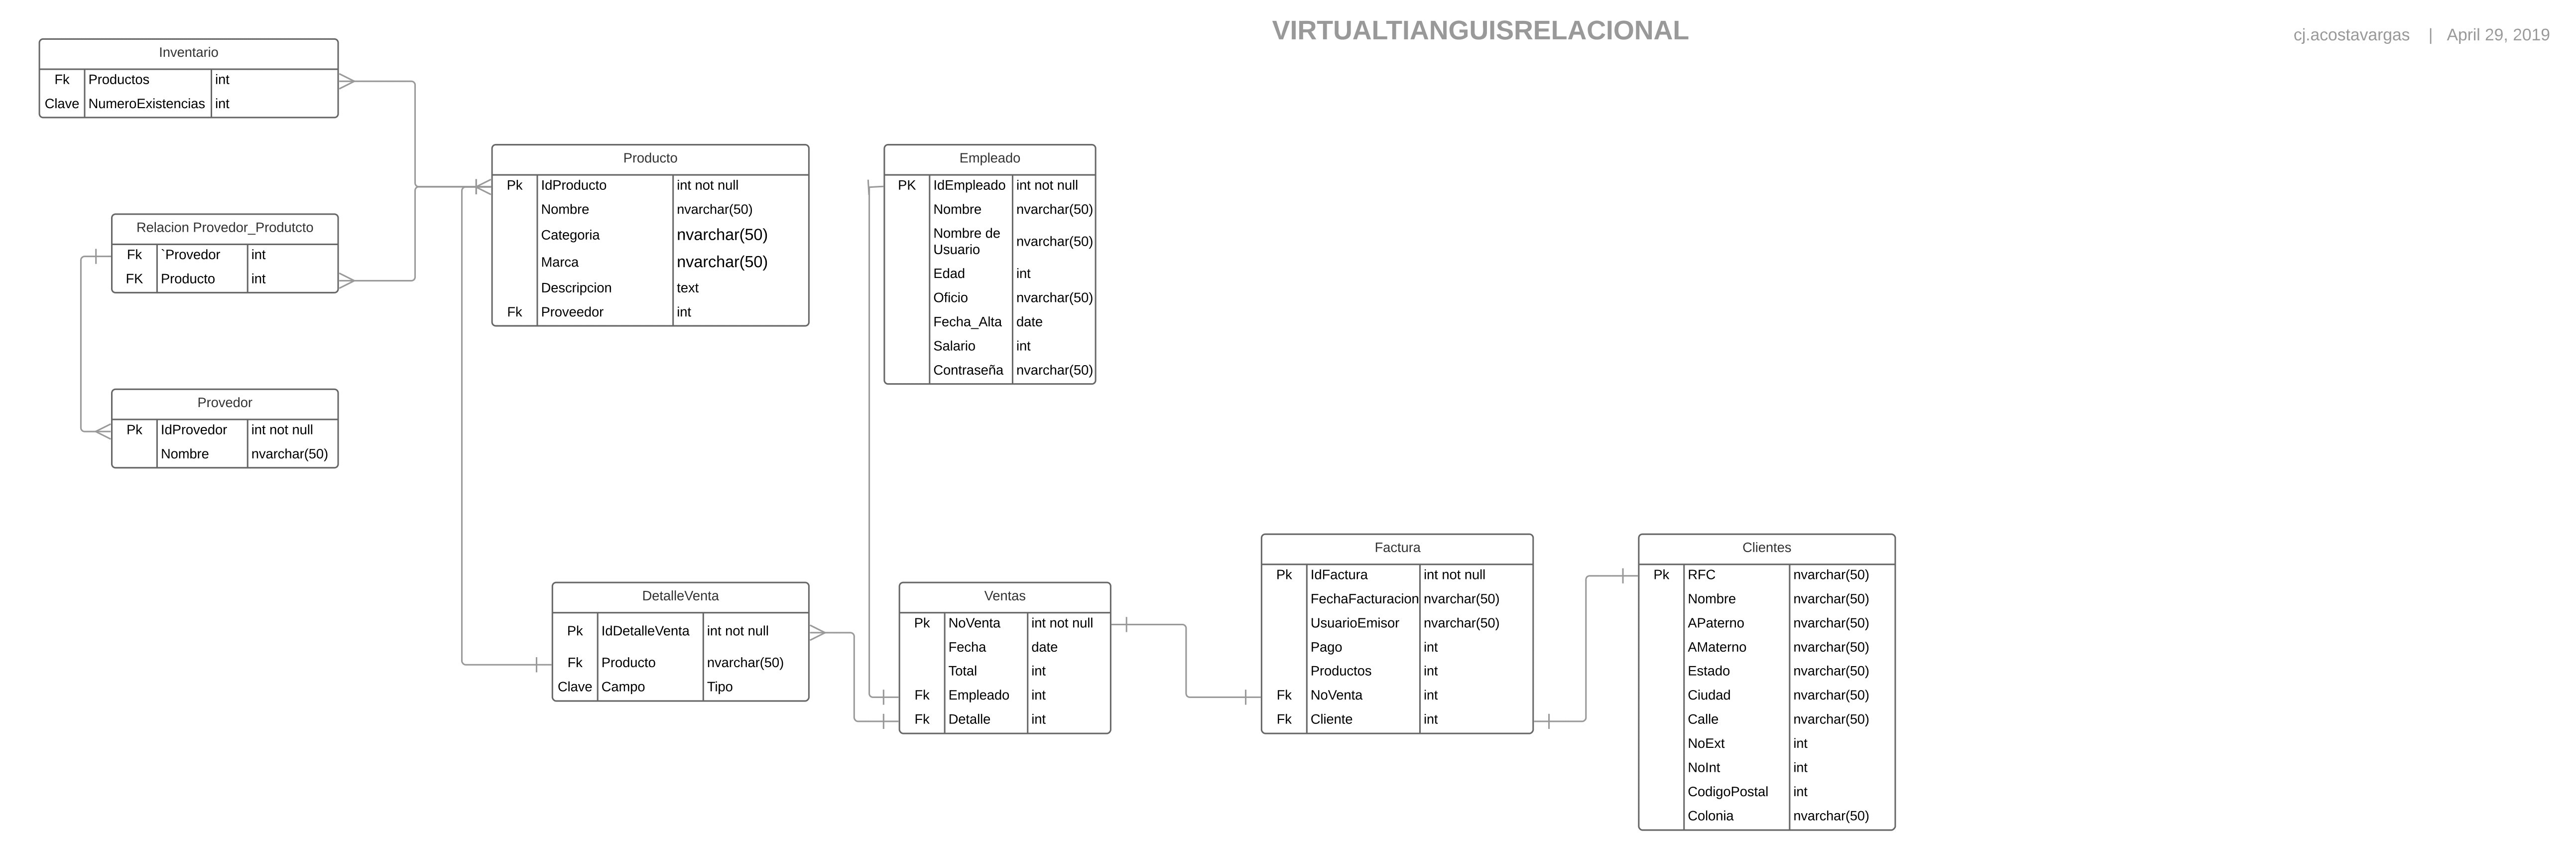 VIRTUALTIANGUISRELACIONAL
cj.acostavargas | April 29, 2019
Inventario
Fk Productos int
Clave NumeroExistencias int
Relacion Provedor_Produtcto
Fk `Provedor int
FK Producto int
Provedor
Pk IdProvedor int not null
Nombre nvarchar(50)
Producto
Pk IdProducto int not null
Nombre nvarchar(50)
Categoria nvarchar(50)
Marca nvarchar(50)
Descripcion text
Fk Proveedor int
Empleado
PK IdEmpleado int not null
Nombre nvarchar(50)
Nombre de
Usuario nvarchar(50)
Edad int
Oficio nvarchar(50)
Fecha_Alta date
Salario int
Contraseña nvarchar(50)
DetalleVenta
Pk IdDetalleVenta int not null
Fk Producto nvarchar(50)
Clave Campo Tipo
Ventas
Pk NoVenta int not null
Fecha date
Total int
Fk Empleado int
Fk Detalle int
Factura
Pk IdFactura int not null
FechaFacturacion nvarchar(50)
UsuarioEmisor nvarchar(50)
Pago int
Productos int
Fk NoVenta int
Fk Cliente int
Clientes
Pk RFC nvarchar(50)
Nombre nvarchar(50)
APaterno nvarchar(50)
AMaterno nvarchar(50)
Estado nvarchar(50)
Ciudad nvarchar(50)
Calle nvarchar(50)
NoExt int
NoInt int
CodigoPostal int
Colonia nvarchar(50)